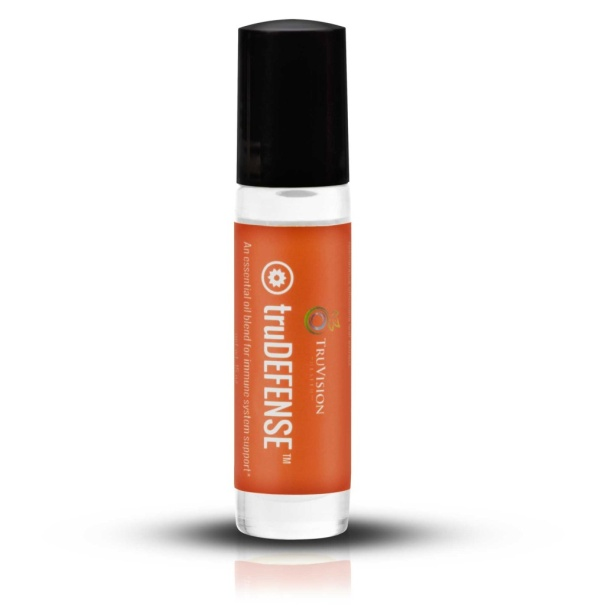 TRUVISION
truDEFENSE™
An essential oil blend for immune system support*